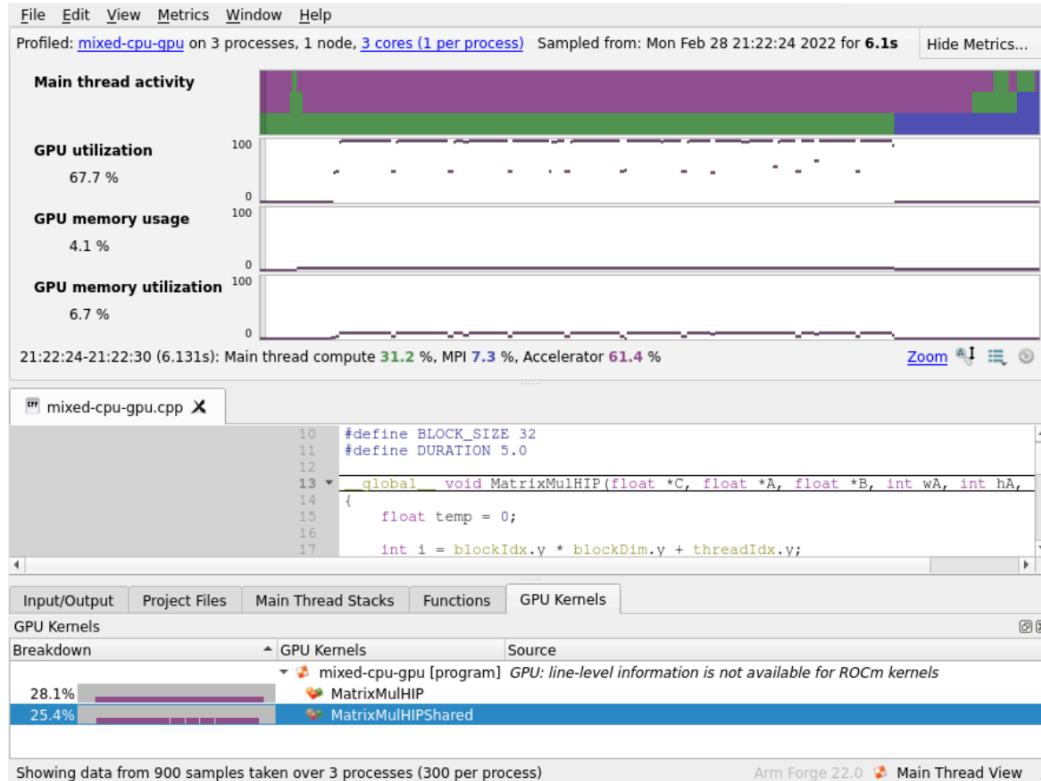 File Edit View Metrics Window Help
Profiled: mixed-cpu-gpu on 3 processes, 1 node, 3 cores (1 per process) Sampled from: Mon Feb 28 21:22:24 2022 for 6.1s Hide Metrics...
Main thread activity
GPU utilization
67.7 %
100
0
GPU memory usage
4.1 %
100
0
GPU memory utilization
6.7 %
100
0
21:22:24-21:22:30 (6.131s): Main thread compute 31.2 %, MPI 7.3 %, Accelerator 61.4 % Zoom
mixed-cpu-gpu.cpp
10 #define BLOCK_SIZE 32
11 #define DURATION 5.0
12
13 __global__ void MatrixMulHIP(float *C, float *A, float *B, int wA, int hA,
14 {
15 float temp = 0;
16
17 int i = blockIdx.y * blockDim.y + threadIdx.y;
Input/Output Project Files Main Thread Stacks Functions GPU Kernels
GPU Kernels
Breakdown GPU Kernels Source
mixed-cpu-gpu [program] GPU: line-level information is not available for ROCm kernels
28.1% MatrixMulHIP
25.4% MatrixMulHIPShared
Showing data from 900 samples taken over 3 processes (300 per process) Arm Forge 22.0 Main Thread View